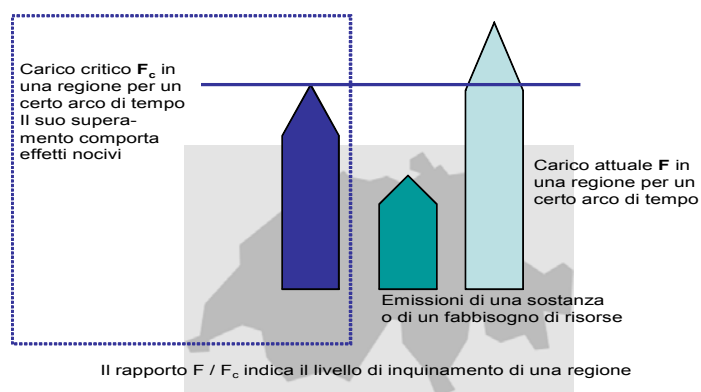 Carico critico Fc in
una regione per un
certo arco di tempo
Il suo supera-
mento comporta
effetti nocivi
Carico attuale F in
una regione per un
certo arco di tempo
Emissioni di una sostanza
o di un fabbisogno di risorse
Il rapporto F / Fc indica il livello di inquinamento di una regione